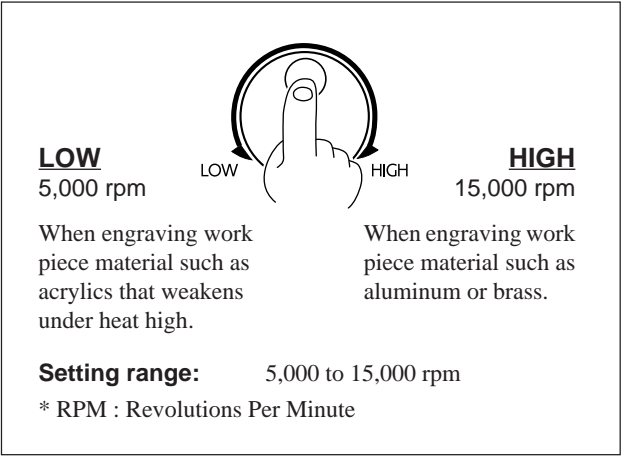 LOW
5,000 rpm
LOW
HIGH
HIGH
15,000 rpm
When engraving work
piece material such as
acrylics that weakens
under heat high.
When engraving work
piece material such as
aluminum or brass.
Setting range: 5,000 to 15,000 rpm
* RPM : Revolutions Per Minute